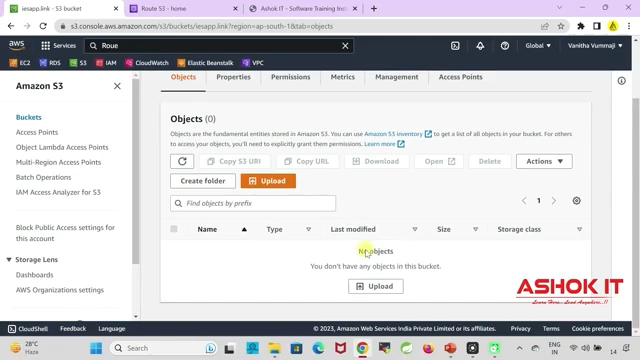 iesapp.link - S3 bucket
Route S3 - home
Ashok IT - Software Training Inst
s3.console.aws.amazon.com/s3/buckets/iesapp.link?region=ap-south-1&tab=objects
aws
Services
Roue
Global
Vanitha Vummaji
EC2
RDS
S3
IAM
CloudWatch
Elastic Beanstalk
VPC
Amazon S3
Buckets
Access Points
Object Lambda Access Points
Multi-Region Access Points
Batch Operations
IAM Access Analyzer for S3
Block Public Access settings for
this account
Storage Lens
Dashboards
AWS Organizations settings
Objects
Properties
Permissions
Metrics
Management
Access Points
Objects (0)
Objects are the fundamental entities stored in Amazon S3. You can use Amazon S3 inventory to get a list of all objects in your bucket. For others
to access your objects, you'll need to explicitly grant them permissions. Learn more
Copy S3 URI
Copy URL
Download
Open
Delete
Actions
Create folder
Upload
Find objects by prefix
1
Name
Type
Last modified
Size
Storage class
No objects
You don't have any objects in this bucket.
Upload
ASHOK IT
Learn Here.. Lead Anywhere..!!
CloudShell
Feedback
Language
© 2023, Amazon Web Services India Private Limited or its affiliates.
Privacy
Terms
Cookie preferences
28°C
Haze
Search
ENG
IN
14